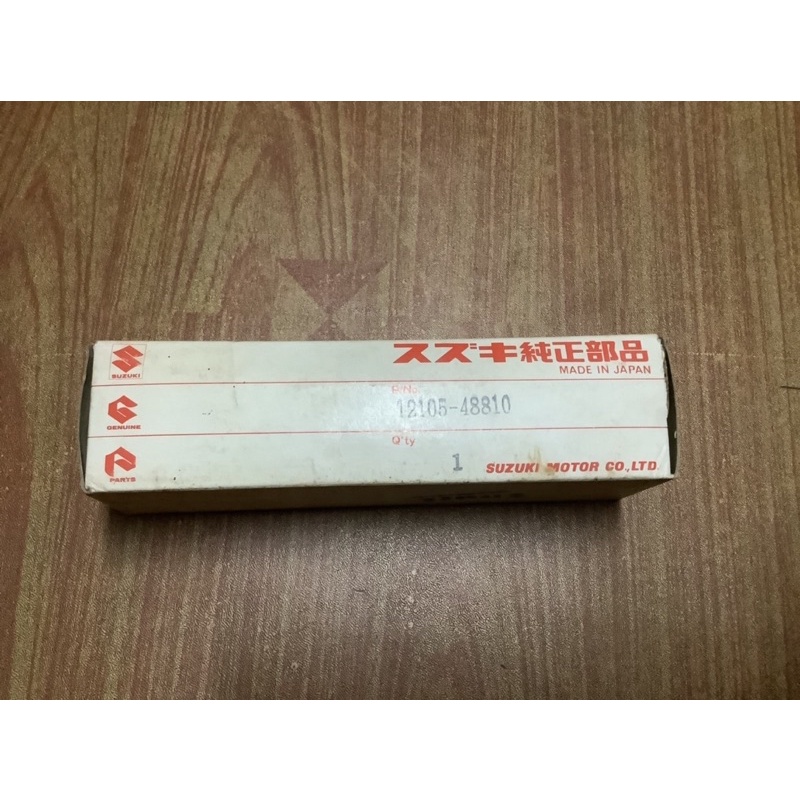 SUZUKI
スズキ純正部品
MADE IN JAPAN
P/No.
12105-48810
GENUINE
Q'ty
1
PARTS
SUZUKI MOTOR CO.,LTD.